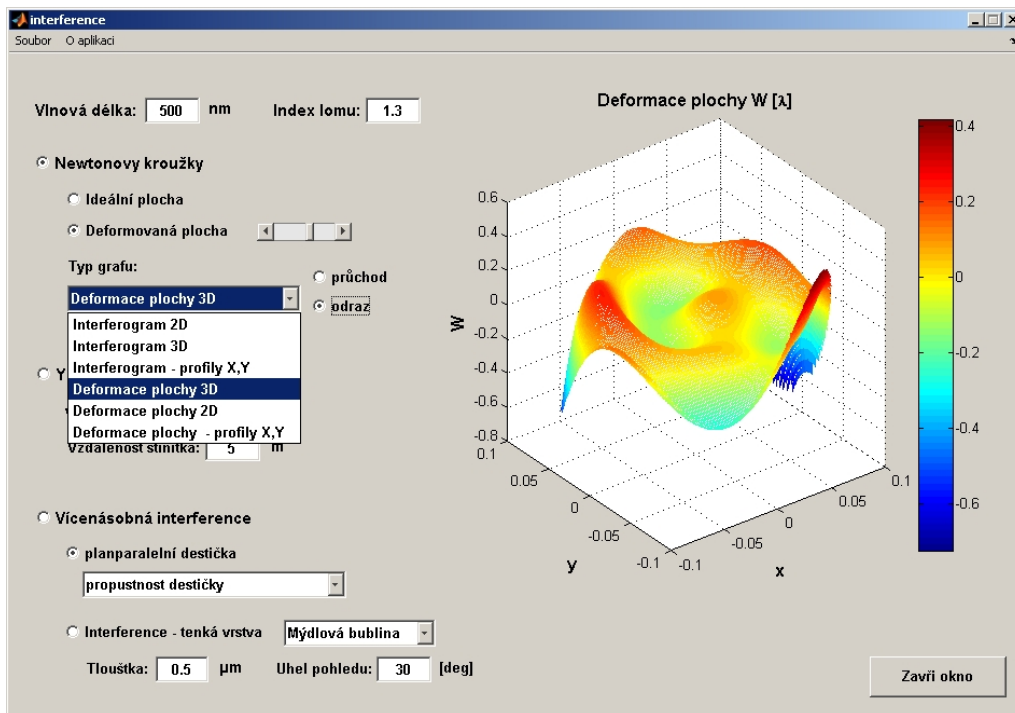 interference
Soubor O aplikaci
Vlnová délka: 500 nm Index lomu: 1.3
Newtonovy kroužky
Ideální plocha
Deformovaná plocha
Typ grafu:
průchod
odraz
Deformace plochy 3D
Interferogram 2D
Interferogram 3D
Interferogram - profily X,Y
Deformace plochy 3D
Deformace plochy 2D
Deformace plochy - profily X,Y
Y
Vzdálenost stínítka: 5 m
Vícenásobná interference
planparalelní destička
propustnost destičky
Interference - tenká vrstva Mýdlová bublina
Tlouštka: 0.5 µm Uhel pohledu: 30 [deg]
Deformace plochy W [λ]
0.6
0.4
0.2
0
-0.2
-0.4
-0.6
-0.8
W
0.1
0.05
0
-0.05
-0.1
y
-0.1
-0.05
0
0.05
0.1
x
0.4
0.2
0
-0.2
-0.4
-0.6
Zavři okno